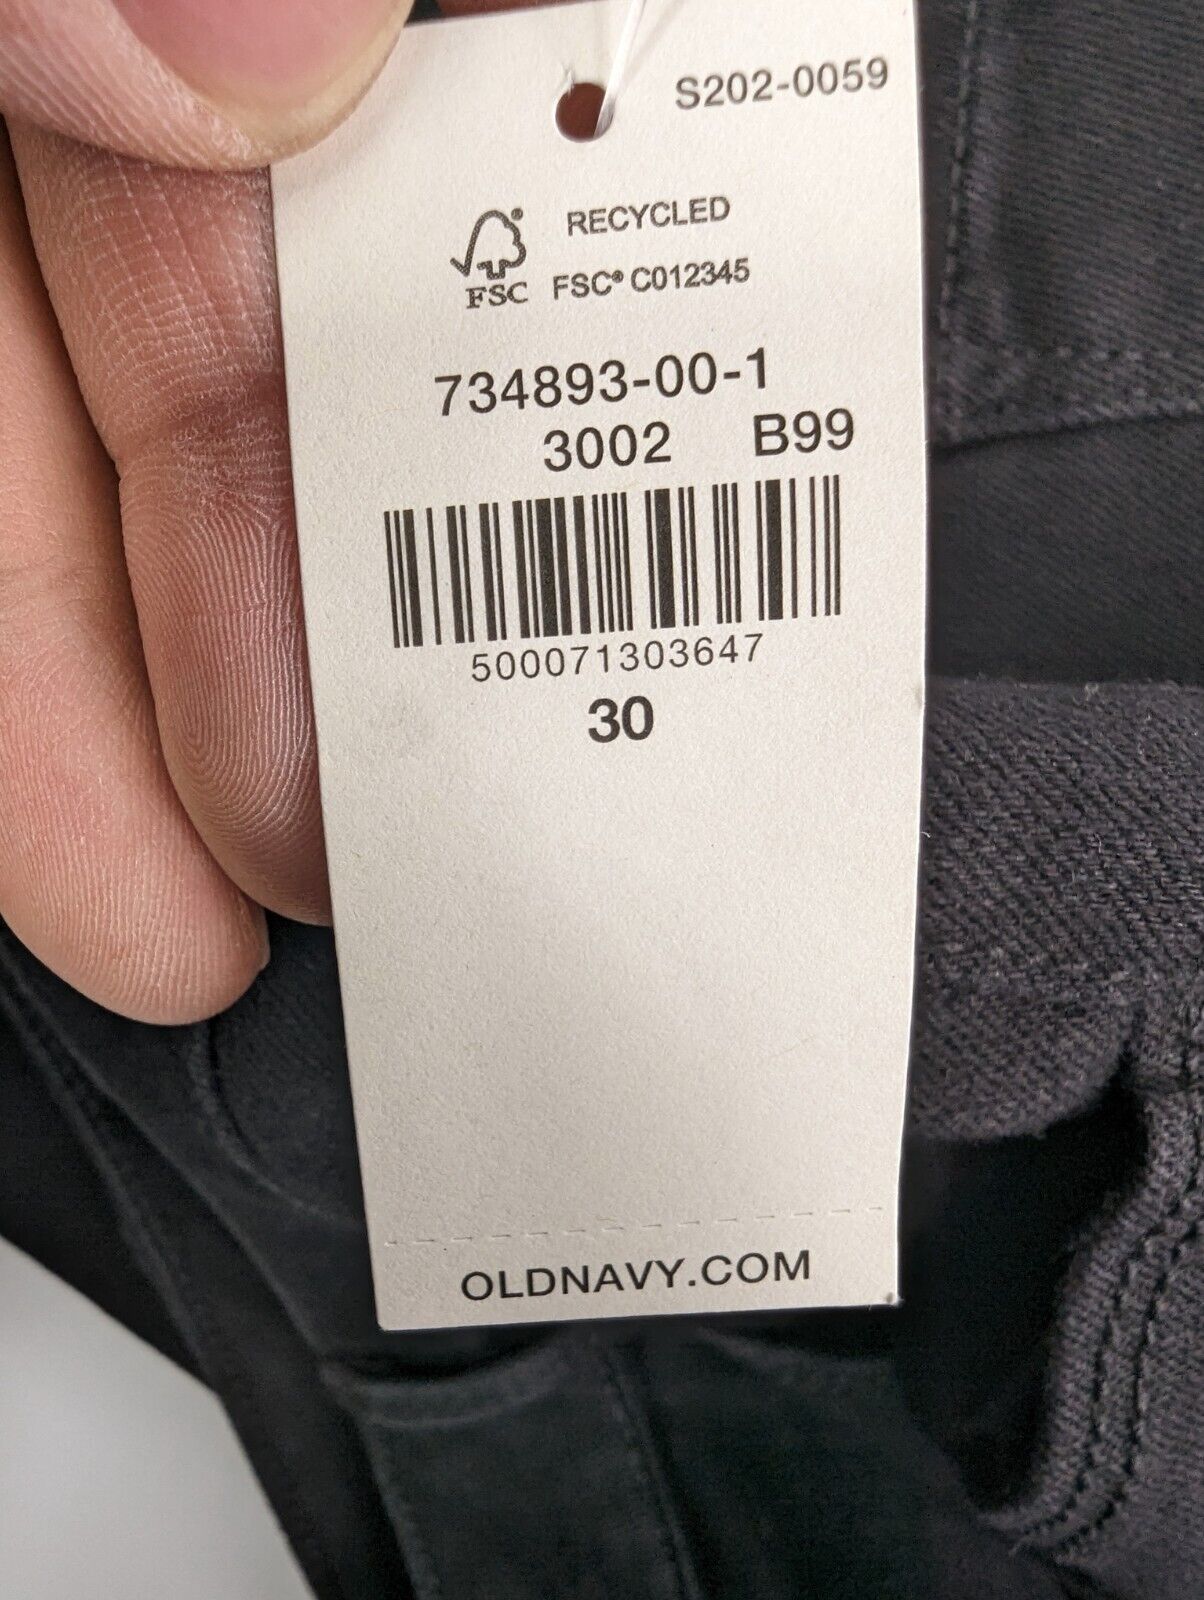 S202-0059
RECYCLED
FSC® FSC® C012345
734893-00-1
3002 B99
500071303647
30
OLDNAVY.COM